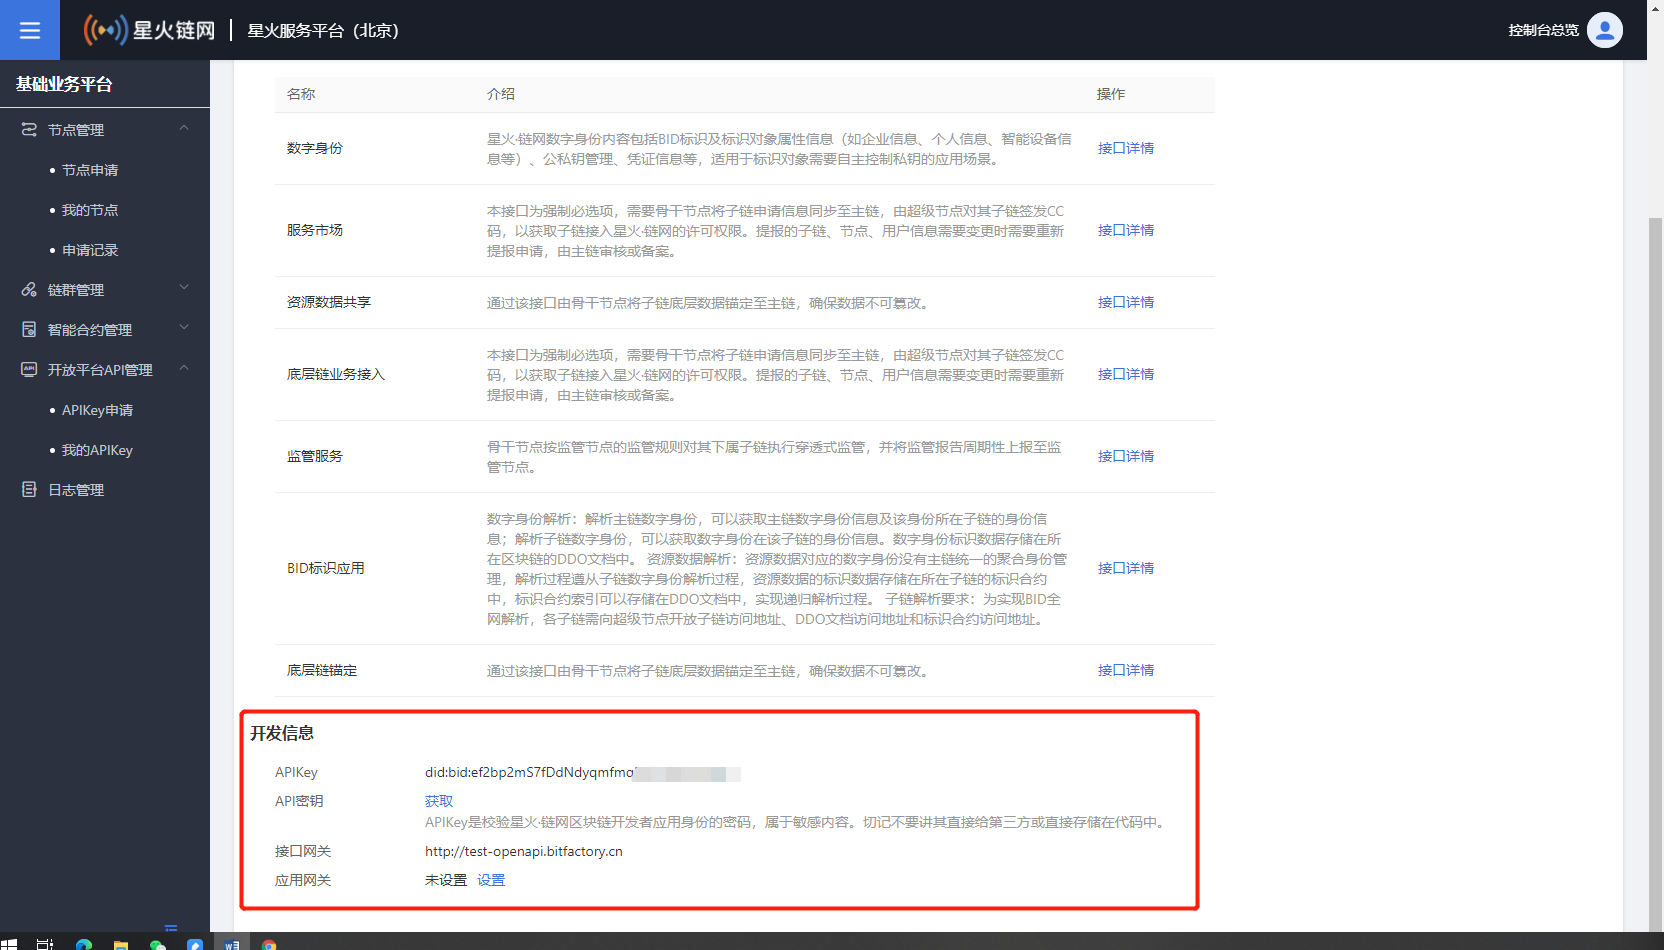 星火链网
星火服务平台（北京）
控制台总览
基础业务平台
节点管理
节点申请
我的节点
申请记录
链群管理
智能合约管理
开放平台API管理
APIKey申请
我的APIKey
日志管理
名称 介绍 操作
数字身份
星火·链网数字身份内容包括BID标识及标识对象属性信息（如企业信息、个人信息、智能设备信
息等）、公私钥管理、凭证信息等，适用于标识对象需要自主控制私钥的应用场景。
接口详情
服务市场
本接口为强制必选项，需要骨干节点将子链申请信息同步至主链，由超级节点对其子链签发CC
码，以获取子链接入星火·链网的许可权限。提报的子链、节点、用户信息需要变更时需要重新
提报申请，由主链审核或备案。
接口详情
资源数据共享
通过该接口由骨干节点将子链底层数据锚定至主链，确保数据不可篡改。
接口详情
底层链业务接入
本接口为强制必选项，需要骨干节点将子链申请信息同步至主链，由超级节点对其子链签发CC
码，以获取子链接入星火·链网的许可权限。提报的子链、节点、用户信息需要变更时需要重新
提报申请，由主链审核或备案。
接口详情
监管服务
骨干节点按监管节点的监管规则对其下属子链执行穿透式监管，并将监管报告周期性上报至监
管节点。
接口详情
BID标识应用
数字身份解析：解析主链数字身份，可以获取主链数字身份信息及该身份所在子链的身份信
息；解析子链数字身份，可以获取数字身份在该子链的身份信息。数字身份标识数据存储在所
在区块链的DDO文档中。 资源数据解析：资源数据对应的数字身份没有主链统一的聚合身份管
理，解析过程遵从子链数字身份解析过程，资源数据的标识数据存储在所在子链的标识合约
中，标识合约索引可以存储在DDO文档中，实现递归解析过程。 子链解析要求：为实现BID全
网解析，各子链需向超级节点开放子链访问地址、DDO文档访问地址和标识合约访问地址。
接口详情
底层链锚定
通过该接口由骨干节点将子链底层数据锚定至主链，确保数据不可篡改。
接口详情
开发信息
APIKey did:bid:ef2bp2mS7fDdNdyqmfmq
API密钥 获取
APIKey是校验星火·链网区块链开发者应用身份的密码，属于敏感内容。切记不要讲其直接给第三方或直接存储在代码中。
接口网关 http://test-openapi.bitfactory.cn
应用网关 未设置 设置